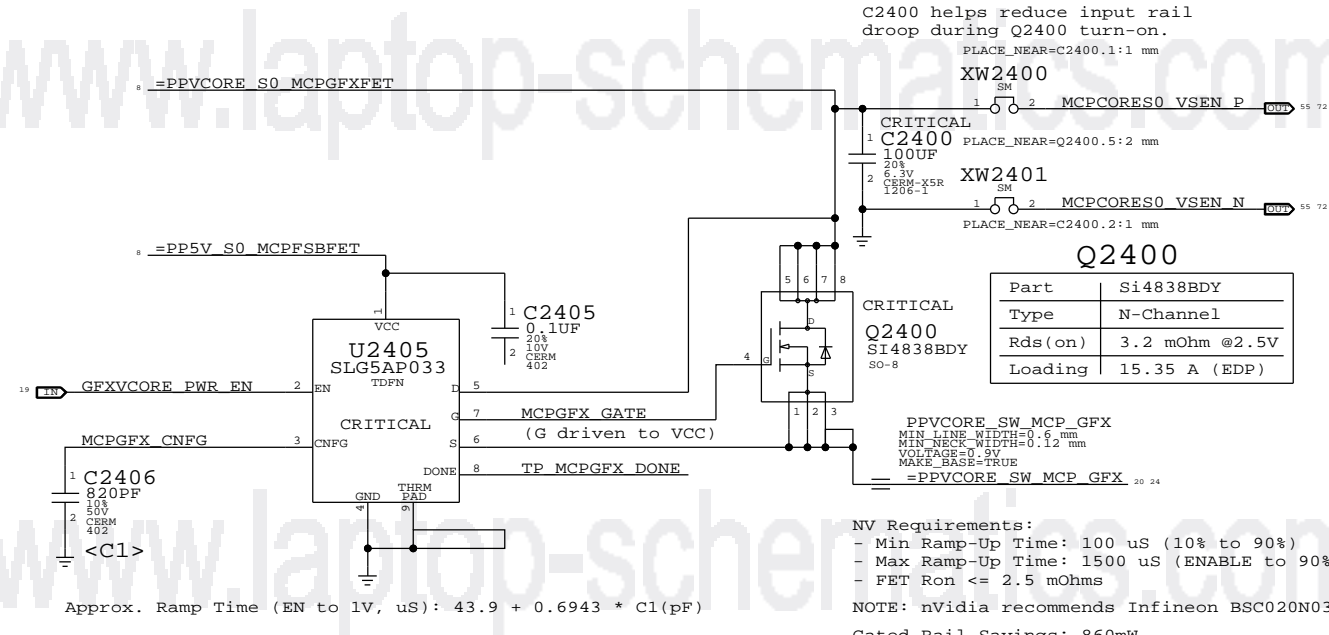 www.laptop-schematics.com
C2400 helps reduce input rail
droop during Q2400 turn-on.
PLACE_NEAR=C2400.1:1 mm
XW2400
SM
8 =PPVCORE_S0_MCPGFXFET
1 2 MCPCORES0_VSEN_P OUT 55 72
CRITICAL
1 C2400
PLACE_NEAR=Q2400.5:2 mm
100UF
20%
6.3V
2 CERM-X5R
1206-1
XW2401
SM
1 2 MCPCORES0_VSEN_N OUT 55 72
PLACE_NEAR=C2400.2:1 mm
8 =PP5V_S0_MCPFSBFET
Q2400
Part Si4838BDY
Type N-Channel
Rds(on) 3.2 mOhm @2.5V
Loading 15.35 A (EDP)
5 6 7 8
CRITICAL
Q2400
SI4838BDY
SO-8
D
4 G
S
1 2 3
1 C2405
0.1UF
20%
2 10V
CERM
402
1
VCC
U2405
SLG5AP033
TDFN
19 IN GFXVCORE_PWR_EN 2 EN
D 5
CRITICAL
G 7 MCPGFX_GATE
(G driven to VCC)
MCPGFX_CNFG 3 CNFG
S 6
DONE 8 TP_MCPGFX_DONE
THRM
GND PAD
4 9
PPVCORE_SW_MCP_GFX
MIN_LINE_WIDTH=0.6 mm
MIN_NECK_WIDTH=0.12 mm
VOLTAGE=0.9V
MAKE_BASE=TRUE
=PPVCORE_SW_MCP_GFX 20 24
1 C2406
820PF
10%
2 50V
CERM
402
<C1>
www.laptop-schematics.com
NV Requirements:
- Min Ramp-Up Time: 100 uS (10% to 90%)
- Max Ramp-Up Time: 1500 uS (ENABLE to 90%
- FET Ron <= 2.5 mOhms
Approx. Ramp Time (EN to 1V, uS): 43.9 + 0.6943 * C1(pF)
NOTE: nVidia recommends Infineon BSC020N03
Gated Rail Savings: 860mW